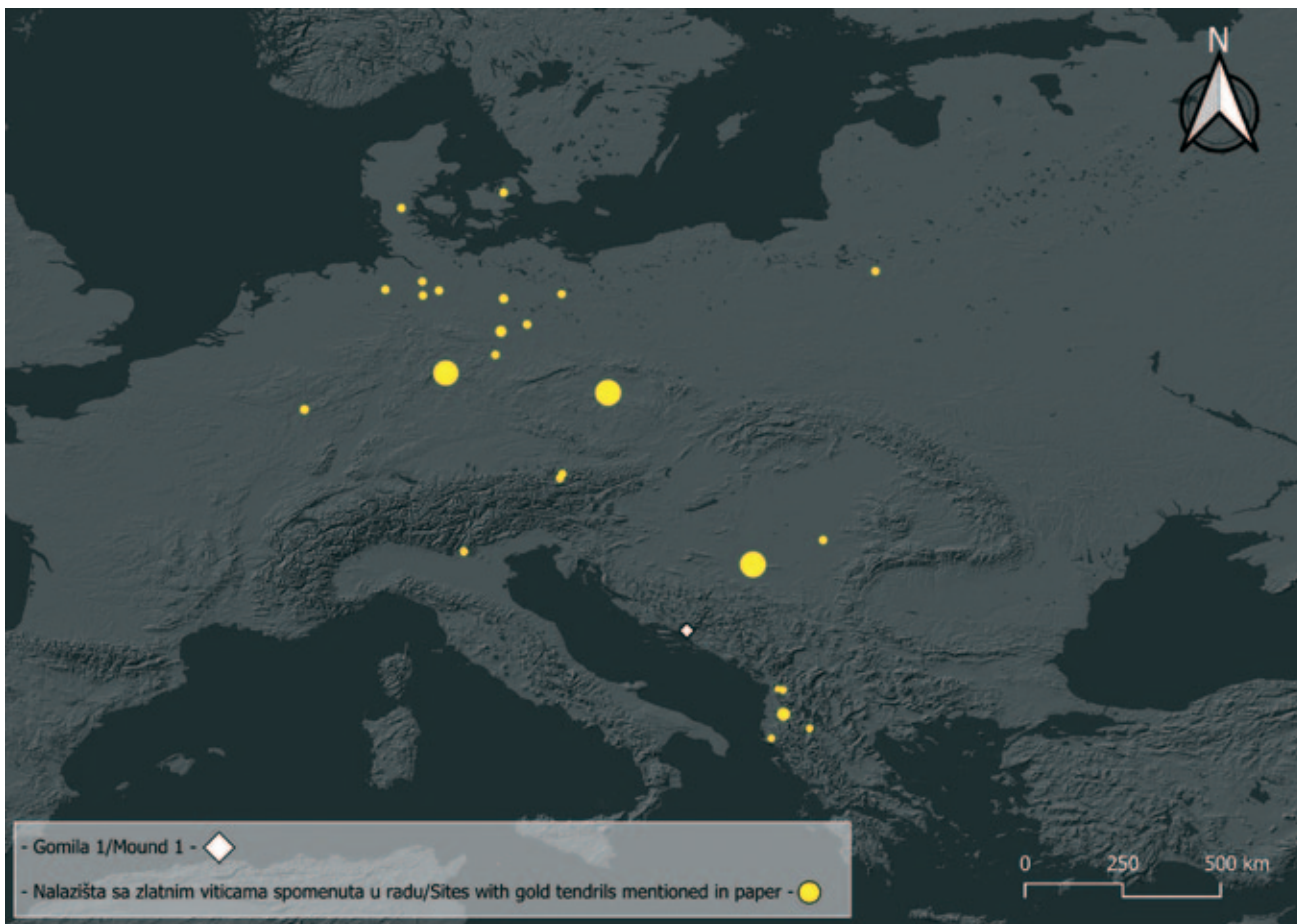 N
- Gomila 1/Mound 1 -
- Nalazišta sa zlatnim viticama spomenuta u radu/Sites with gold tendrils mentioned in paper -
0 250 500 km